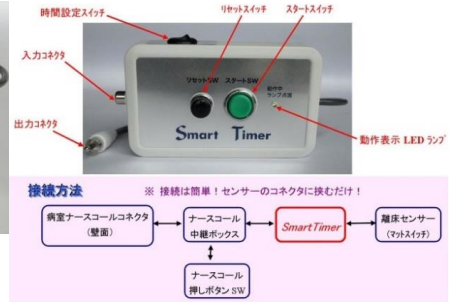 時間設定スイッチ
リセットスイッチ
スタートスイッチ
入力コネクタ
リセットSW
スタートSW
動作中
ランプ点滅
出力コネクタ
Smart Timer
動作表示 LED ランプ
接続方法
※ 接続は簡単！センサーのコネクタに挟むだけ！
病室ナースコールコネクタ
（壁面）
ナースコール
中継ボックス
SmartTimer
離床センサー
（マットスイッチ）
ナースコール
押しボタン SW